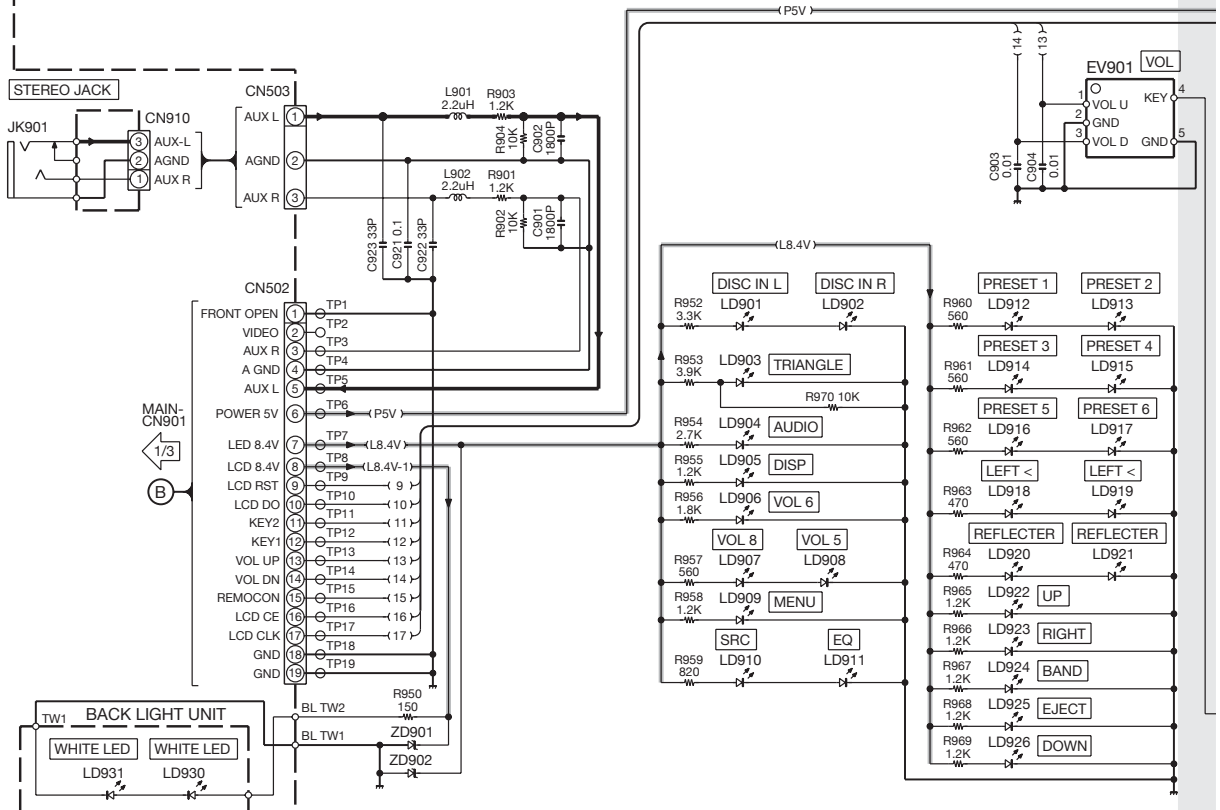 P5V
STEREO JACK
JK901
CN910
3 AUX-L
2 AGND
1 AUX R
CN503
AUX L 1
AGND 2
AUX R 3
L901
2.2uH
R903
1.2K
R904
10K
C902
1800P
L902
2.2uH
R901
1.2K
R902
10K
C901
1800P
C923 33P
C921 0.1
C922 33P
14
13
EV901
VOL
1 VOL U
2 GND
3 VOL D
KEY 4
GND 5
C903
0.01
C904
0.01
CN502
FRONT OPEN 1 TP1
VIDEO 2 TP2
AUX R 3 TP3
A GND 4 TP4
AUX L 5 TP5
POWER 5V 6 TP6 P5V
LED 8.4V 7 TP7 L8.4V
LCD 8.4V 8 TP8 L8.4V-1
LCD RST 9 TP9 9
LCD DO 10 TP10 10
KEY2 11 TP11 11
KEY1 12 TP12 12
VOL UP 13 TP13 13
VOL DN 14 TP14 14
REMOCON 15 TP15 15
LCD CE 16 TP16 16
LCD CLK 17 TP17 17
GND 18 TP18
GND 19 TP19
MAIN-
CN901
1/3
B
L8.4V
DISC IN L
DISC IN R
R952
3.3K
LD901
LD902
R953
3.9K
LD903
TRIANGLE
R970 10K
R954
2.7K
LD904
AUDIO
R955
1.2K
LD905
DISP
R956
1.8K
LD906
VOL 6
VOL 8
VOL 5
R957
560
LD907
LD908
R958
1.2K
LD909
MENU
SRC
EQ
R959
820
LD910
LD911
PRESET 1
PRESET 2
R960
560
LD912
LD913
PRESET 3
PRESET 4
R961
560
LD914
LD915
PRESET 5
PRESET 6
R962
560
LD916
LD917
LEFT <
LEFT <
R963
470
LD918
LD919
REFLECTER
REFLECTER
R964
470
LD920
LD921
R965
1.2K
LD922
UP
R966
1.2K
LD923
RIGHT
R967
1.2K
LD924
BAND
R968
1.2K
LD925
EJECT
R969
1.2K
LD926
DOWN
TW1
BACK LIGHT UNIT
WHITE LED
WHITE LED
LD931
LD930
BL TW2
BL TW1
R950
150
ZD901
ZD902